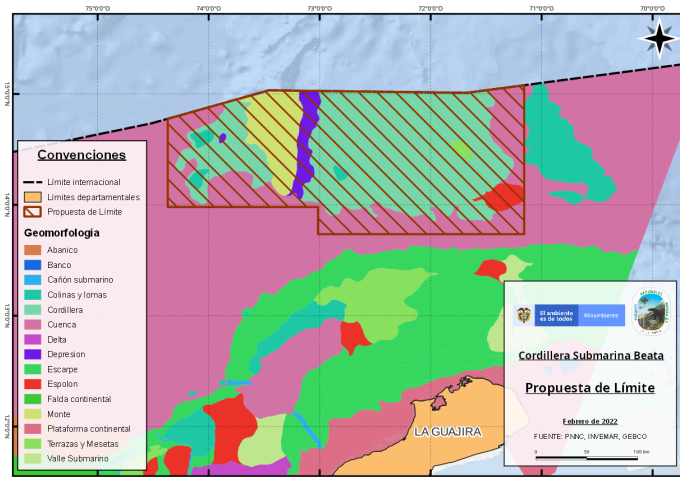 75°0'0"O 74°0'0"O 73°0'0"O 72°0'0"O 71°0'0"O 70°0'0"O
15°0'0"N
14°0'0"N
13°0'0"N
12°0'0"N
Convenciones
Límite internacional
Límites departamentales
Propuesta de Límite
Geomorfología
Abanico
Banco
Cañón submarino
Colinas y lomas
Cordillera
Cuenca
Delta
Depresion
Escarpe
Espolon
Falda continental
Monte
Plataforma continental
Terrazas y Mesetas
Valle Submarino
LA GUAJIRA
El ambiente es de todos
Minambiente
Cordillera Submarina Beata
Propuesta de Límite
Febrero de 2022
FUENTE: PNNC, INVEMAR, GEBCO
0 50 100 km